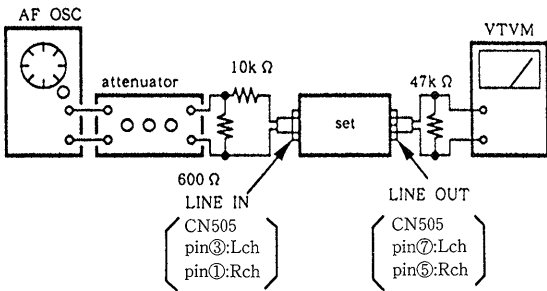 AF OSC
VTVM
attenuator
10k Ω
47k Ω
set
600 Ω
LINE IN
CN505
pin③:Lch
pin①:Rch
LINE OUT
CN505
pin⑦:Lch
pin⑤:Rch